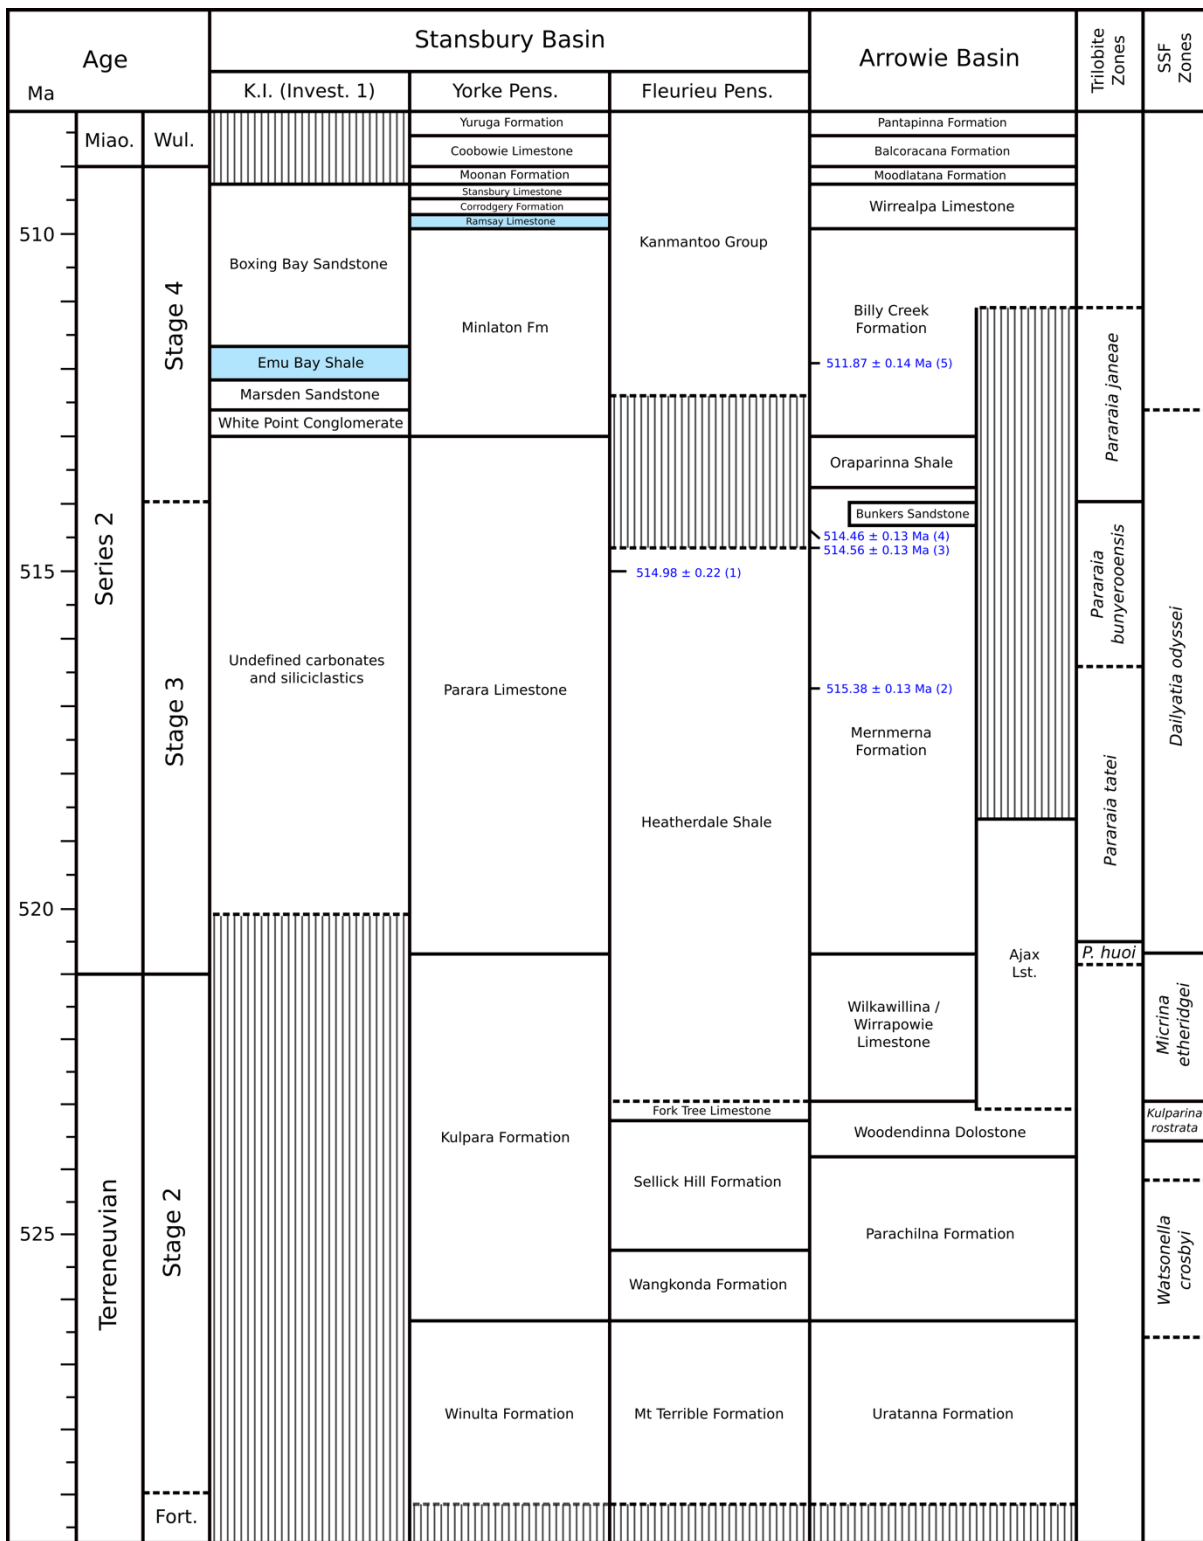 Age
Ma
Stansbury Basin
K.I. (Invest. 1)
Yorke Pens.
Fleurieu Pens.
Arrowie Basin
Trilobite
Zones
SSF
Zones
510
515
520
525
Miao.
Series 2
Terreneuvian
Wul.
Stage 4
Stage 3
Stage 2
Fort.
Boxing Bay Sandstone
Emu Bay Shale
Marsden Sandstone
White Point Conglomerate
Undefined carbonates
and siliciclastics
Yuruga Formation
Coobowie Limestone
Moonan Formation
Stansbury Limestone
Corrodgery Formation
Ramsay Limestone
Minlaton Fm
Parara Limestone
Kulpara Formation
Winulta Formation
Kanmantoo Group
514.98 ± 0.22 (1)
Heatherdale Shale
Fork Tree Limestone
Sellick Hill Formation
Wangkonda Formation
Mt Terrible Formation
Pantapinna Formation
Balcoracana Formation
Moodlatana Formation
Wirrealpa Limestone
Billy Creek
Formation
511.87 ± 0.14 Ma (5)
Oraparinna Shale
Bunkers Sandstone
514.46 ± 0.13 Ma (4)
514.56 ± 0.13 Ma (3)
515.38 ± 0.13 Ma (2)
Mernmerna
Formation
Ajax
Lst.
Wilkawillina /
Wirrapowie
Limestone
Woodendinna Dolostone
Parachilna Formation
Uratanna Formation
Pararaia janeae
Pararaia
bunyerooensis
Pararaia tatei
P. huoi
Dailyatia odyssei
Micrina
etheridgei
Kulparina
rostrata
Watsonella
crosbyi